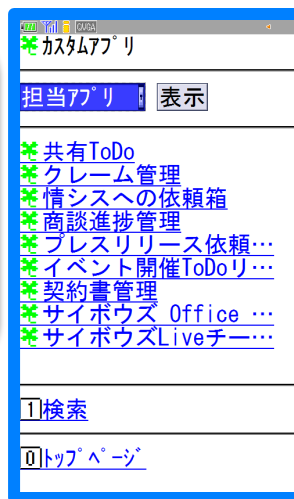 OUGA
ｶｽﾀﾑｱﾌﾟﾘ
担当ｱﾌﾟﾘ 表示
共有ToDo
クレーム管理
情シスへの依頼箱
商談進捗管理
プレスリリース依頼…
イベント開催ToDoリ…
契約書管理
サイボウズ Office …
サイボウズLiveチー…
1検索
0ﾄｯﾌﾟﾍﾟｰｼﾞ